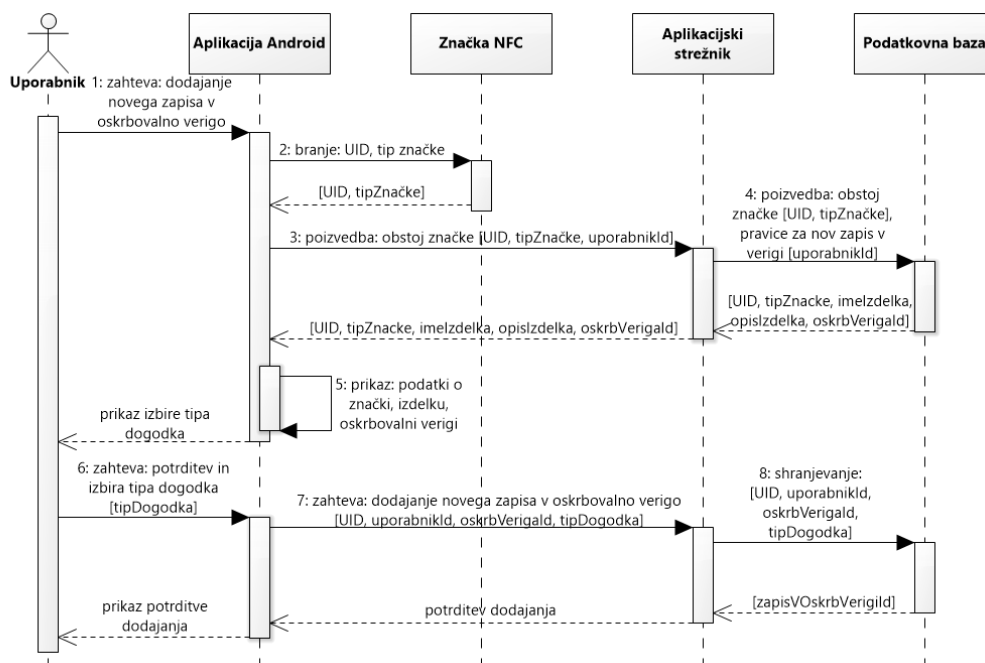 Uporabnik
Aplikacija Android
Značka NFC
Aplikacijski
strežnik
Podatkovna baza
1: zahteva: dodajanje
novega zapisa v
oskrbovalno verigo
2: branje: UID, tip značke
[UID, tipZnačke]
3: poizvedba: obstoj značke [UID, tipZnačke, uporabnikId]
4: poizvedba: obstoj
značke [UID, tipZnačke],
pravice za nov zapis v
verigi [uporabnikId]
[UID, tipZnacke, imeIzdelka,
opisIzdelka, oskrbVerigaId]
[UID, tipZnacke, imeIzdelka, opisIzdelka, oskrbVerigaId]
5: prikaz: podatki o
znački, izdelku,
oskrbovalni verigi
prikaz izbire tipa
dogodka
6: zahteva: potrditev in
izbira tipa dogodka
[tipDogodka]
7: zahteva: dodajanje novega zapisa v oskrbovalno verigo
[UID, uporabnikId, oskrbVerigaId, tipDogodka]
8: shranjevanje:
[UID, uporabnikId,
oskrbVerigaId,
tipDogodka]
[zapisVOskrbVerigiId]
potrditev dodajanja
prikaz potrditve
dodajanja